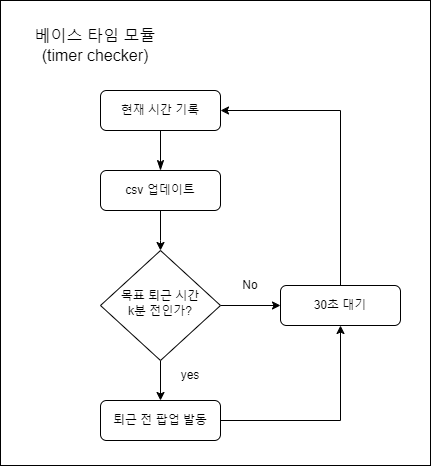 베이스 타임 모듈
(timer checker)
현재 시간 기록
csv 업데이트
목표 퇴근 시간
k분 전인가?
No
30초 대기
yes
퇴근 전 팝업 발동